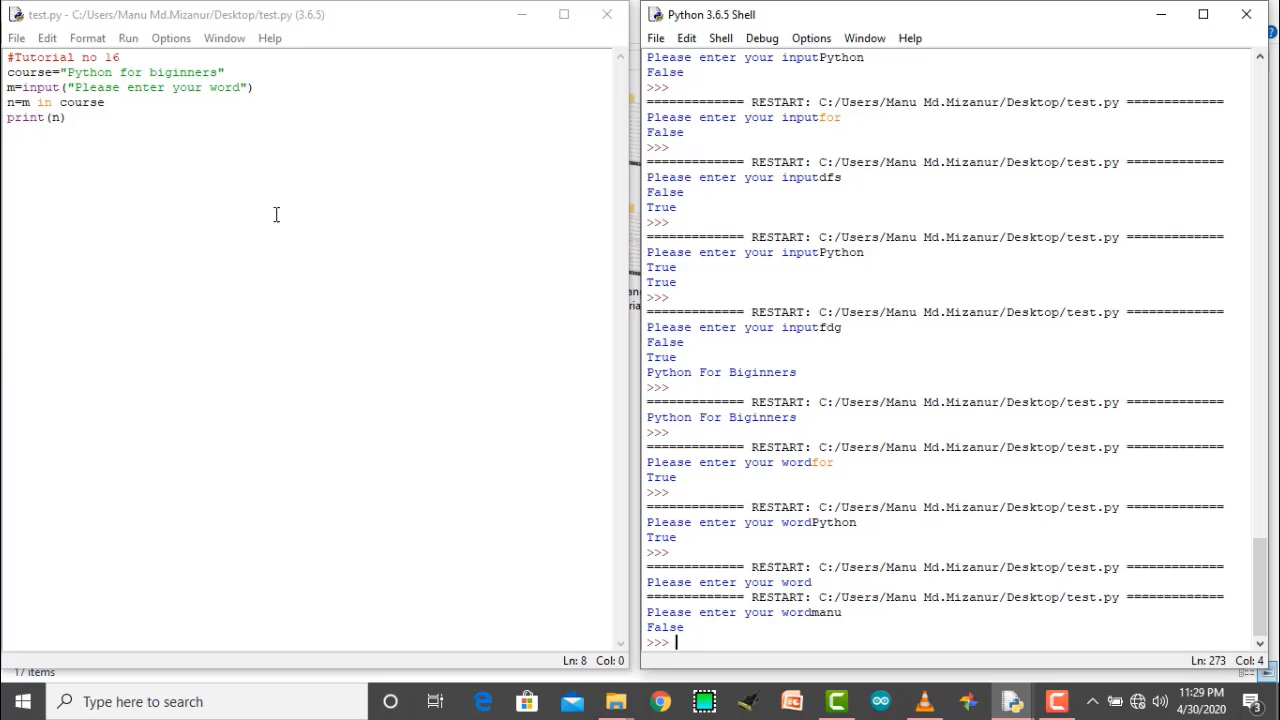 test.py - C:/Users/Manu Md.Mizanur/Desktop/test.py (3.6.5)
File Edit Format Run Options Window Help
#Tutorial no 16
course="Python for biginners"
m=input("Please enter your word")
n=m in course
print(n)
Ln: 8 Col: 0
Python 3.6.5 Shell
File Edit Shell Debug Options Window Help
Please enter your inputPython
False
>>>
============= RESTART: C:/Users/Manu Md.Mizanur/Desktop/test.py =============
Please enter your inputfor
False
>>>
============= RESTART: C:/Users/Manu Md.Mizanur/Desktop/test.py =============
Please enter your inputdfs
False
True
>>>
============= RESTART: C:/Users/Manu Md.Mizanur/Desktop/test.py =============
Please enter your inputPython
True
True
>>>
============= RESTART: C:/Users/Manu Md.Mizanur/Desktop/test.py =============
Please enter your inputfdg
False
True
Python For Biginners
>>>
============= RESTART: C:/Users/Manu Md.Mizanur/Desktop/test.py =============
Python For Biginners
>>>
============= RESTART: C:/Users/Manu Md.Mizanur/Desktop/test.py =============
Please enter your wordfor
True
>>>
============= RESTART: C:/Users/Manu Md.Mizanur/Desktop/test.py =============
Please enter your wordPython
True
>>>
============= RESTART: C:/Users/Manu Md.Mizanur/Desktop/test.py =============
Please enter your word
============= RESTART: C:/Users/Manu Md.Mizanur/Desktop/test.py =============
Please enter your wordmanu
False
>>>
Ln: 273 Col: 4
17 items
Type here to search
11:29 PM
4/30/2020
3